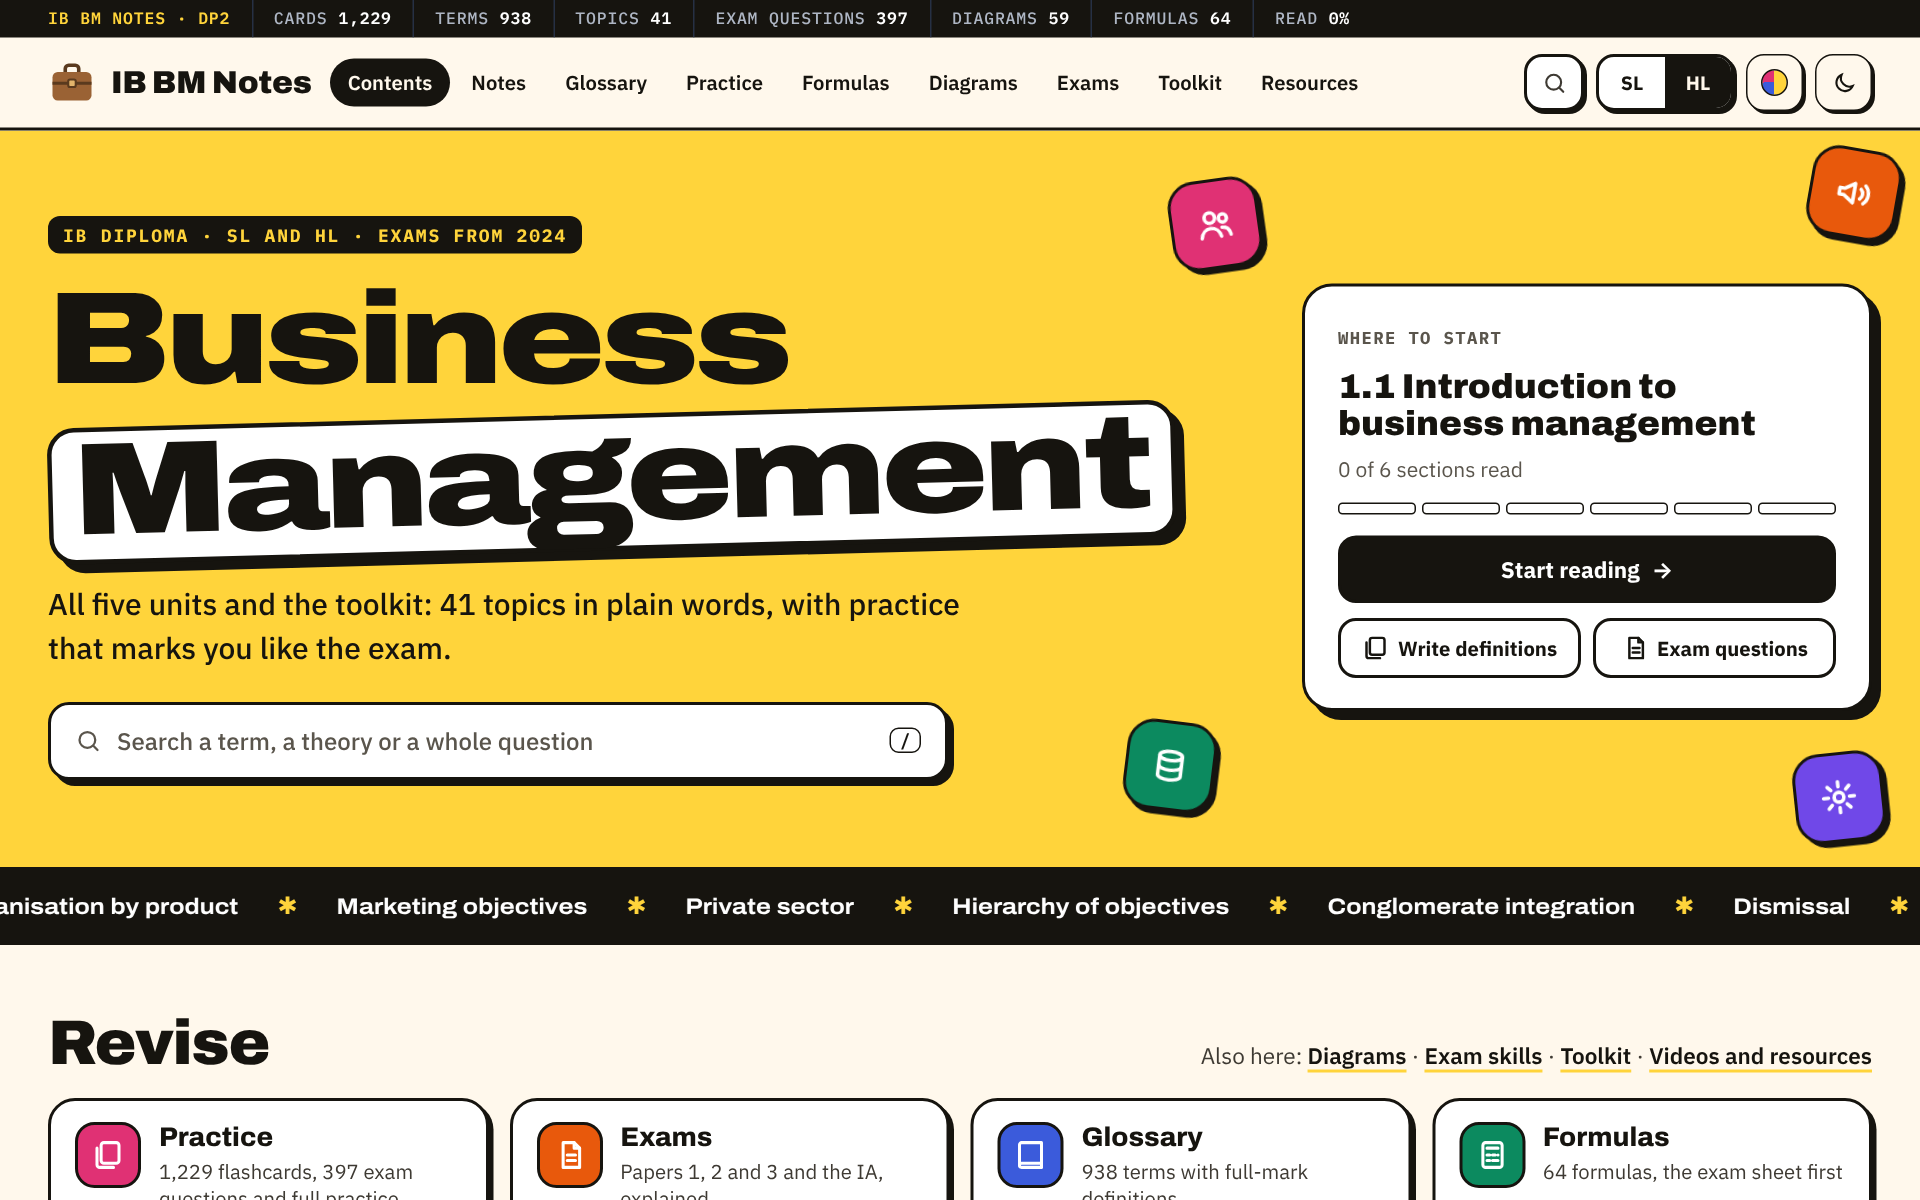 IB BM NOTES · DP2
CARDS 1,229
TERMS 938
TOPICS 41
EXAM QUESTIONS 397
DIAGRAMS 59
FORMULAS 64
READ 0%
IB BM Notes
Contents
Notes
Glossary
Practice
Formulas
Diagrams
Exams
Toolkit
Resources
SL
HL
IB DIPLOMA · SL AND HL · EXAMS FROM 2024
Business
Management
All five units and the toolkit: 41 topics in plain words, with practice
that marks you like the exam.
Search a term, a theory or a whole question
/
WHERE TO START
1.1 Introduction to
business management
0 of 6 sections read
Start reading →
Write definitions
Exam questions
anisation by product * Marketing objectives * Private sector * Hierarchy of objectives * Conglomerate integration * Dismissal *
Revise
Also here: Diagrams · Exam skills · Toolkit · Videos and resources
Practice
1,229 flashcards, 397 exam
questions and full practice
Exams
Papers 1, 2 and 3 and the IA,
explained
Glossary
938 terms with full-mark
definitions
Formulas
64 formulas, the exam sheet first